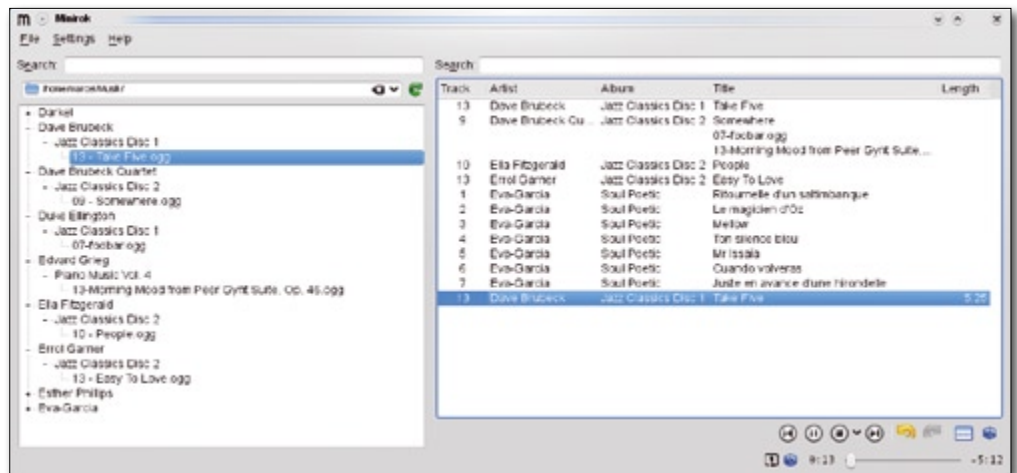 Minirok
File Settings Help
Search:
/home/marcel/Musik/
Darkel
Dave Brubeck
Jazz Classics Disc 1
13 - Take Five.ogg
Dave Brubeck Quartet
Jazz Classics Disc 2
09 - Somewhere.ogg
Duke Ellington
Jazz Classics Disc 1
07-foobar.ogg
Edvard Grieg
Piano Music Vol. 4
13-Morning Mood from Peer Gynt Suite, Op. 46.ogg
Ella Fitzgerald
Jazz Classics Disc 2
10 - People.ogg
Errol Garner
Jazz Classics Disc 2
13 - Easy To Love.ogg
Esther Philips
Eva-Garcia
Search:
Track Artist Album Title Length
13 Dave Brubeck Jazz Classics Disc 1 Take Five
9 Dave Brubeck Qu... Jazz Classics Disc 2 Somewhere
07-foobar.ogg
13-Morning Mood from Peer Gynt Suite,...
10 Ella Fitzgerald Jazz Classics Disc 2 People
13 Errol Garner Jazz Classics Disc 2 Easy To Love
1 Eva-Garcia Soul Poetic Ritournelle d'un saltimbanque
2 Eva-Garcia Soul Poetic Le magicien d'Oz
3 Eva-Garcia Soul Poetic Mellow
4 Eva-Garcia Soul Poetic Ton silence bleu
5 Eva-Garcia Soul Poetic Mr Issala
6 Eva-Garcia Soul Poetic Cuando volveras
7 Eva-Garcia Soul Poetic Juste en avance d'une hirondelle
13 Dave Brubeck Jazz Classics Disc 1 Take Five 5:25
0:13 -5:12